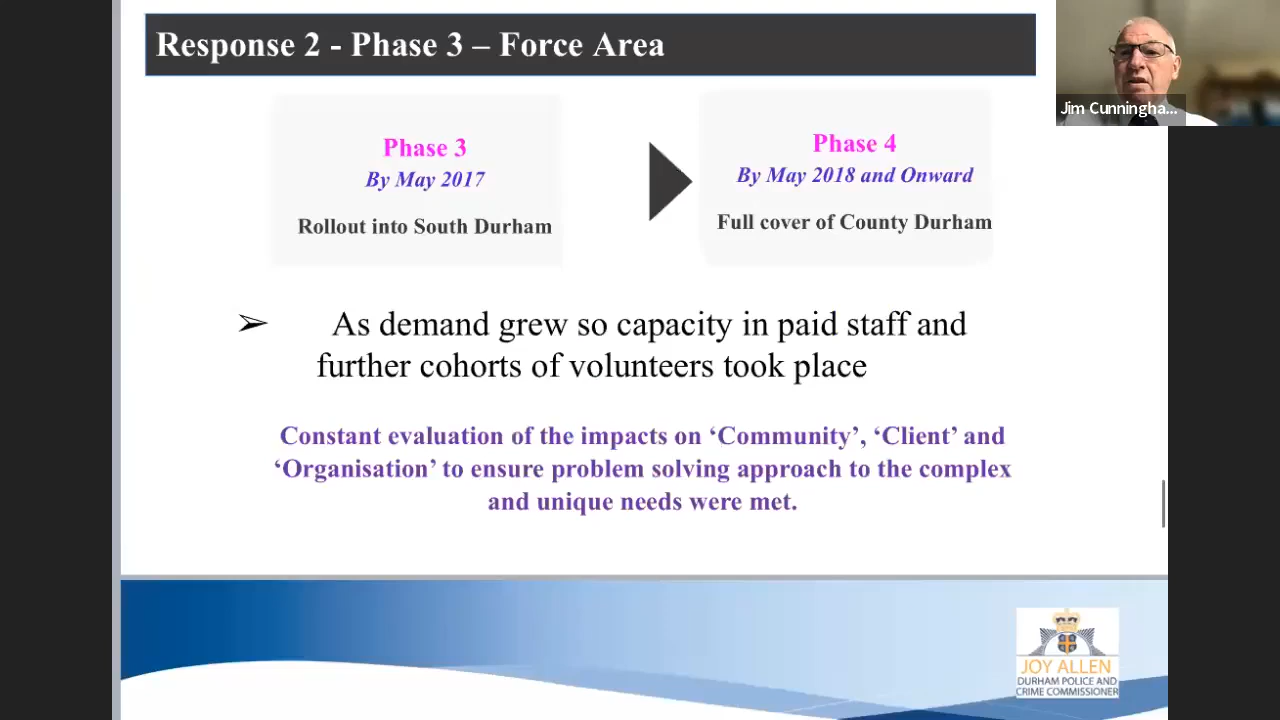 Response 2 - Phase 3 – Force Area
Jim Cunningha...
Phase 3
By May 2017
Rollout into South Durham
Phase 4
By May 2018 and Onward
Full cover of County Durham
➢ As demand grew so capacity in paid staff and
further cohorts of volunteers took place
Constant evaluation of the impacts on ‘Community’, ‘Client’ and
‘Organisation’ to ensure problem solving approach to the complex
and unique needs were met.
JOY ALLEN
DURHAM POLICE AND
CRIME COMMISSIONER